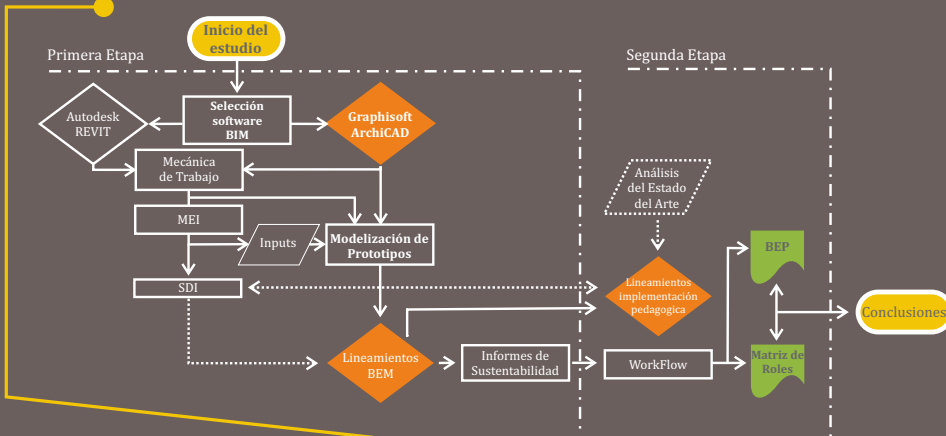 Inicio del
estudio
Primera Etapa
Segunda Etapa
Autodesk
REVIT
Selección
software
BIM
Graphisoft
ArchiCAD
Mecánica
de Trabajo
MEI
Inputs
Modelización de
Prototipos
SDI
Análisis
del Estado
del Arte
Lineamientos
implementación
pedagogica
BEP
Conclusiones
Lineamientos
BEM
Informes de
Sustentabilidad
WorkFlow
Matriz de
Roles